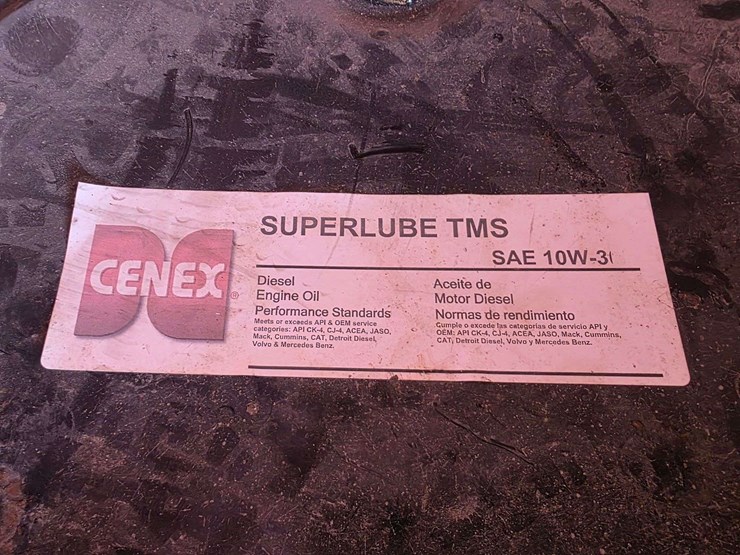 CENEX®
SUPERLUBE TMS
SAE 10W-3
Diesel
Engine Oil
Performance Standards
Meets or exceeds API & OEM service
categories: API CK-4, CJ-4, ACEA, JASO,
Mack, Cummins, CAT, Detroit Diesel,
Volvo & Mercedes Benz.
Aceite de
Motor Diesel
Normas de rendimiento
Cumple o excede las categorias de servicio API y
OEM: API CK-4, CJ-4, ACEA, JASO, Mack, Cummins,
CAT, Detroit Diesel, Volvo y Mercedes Benz.